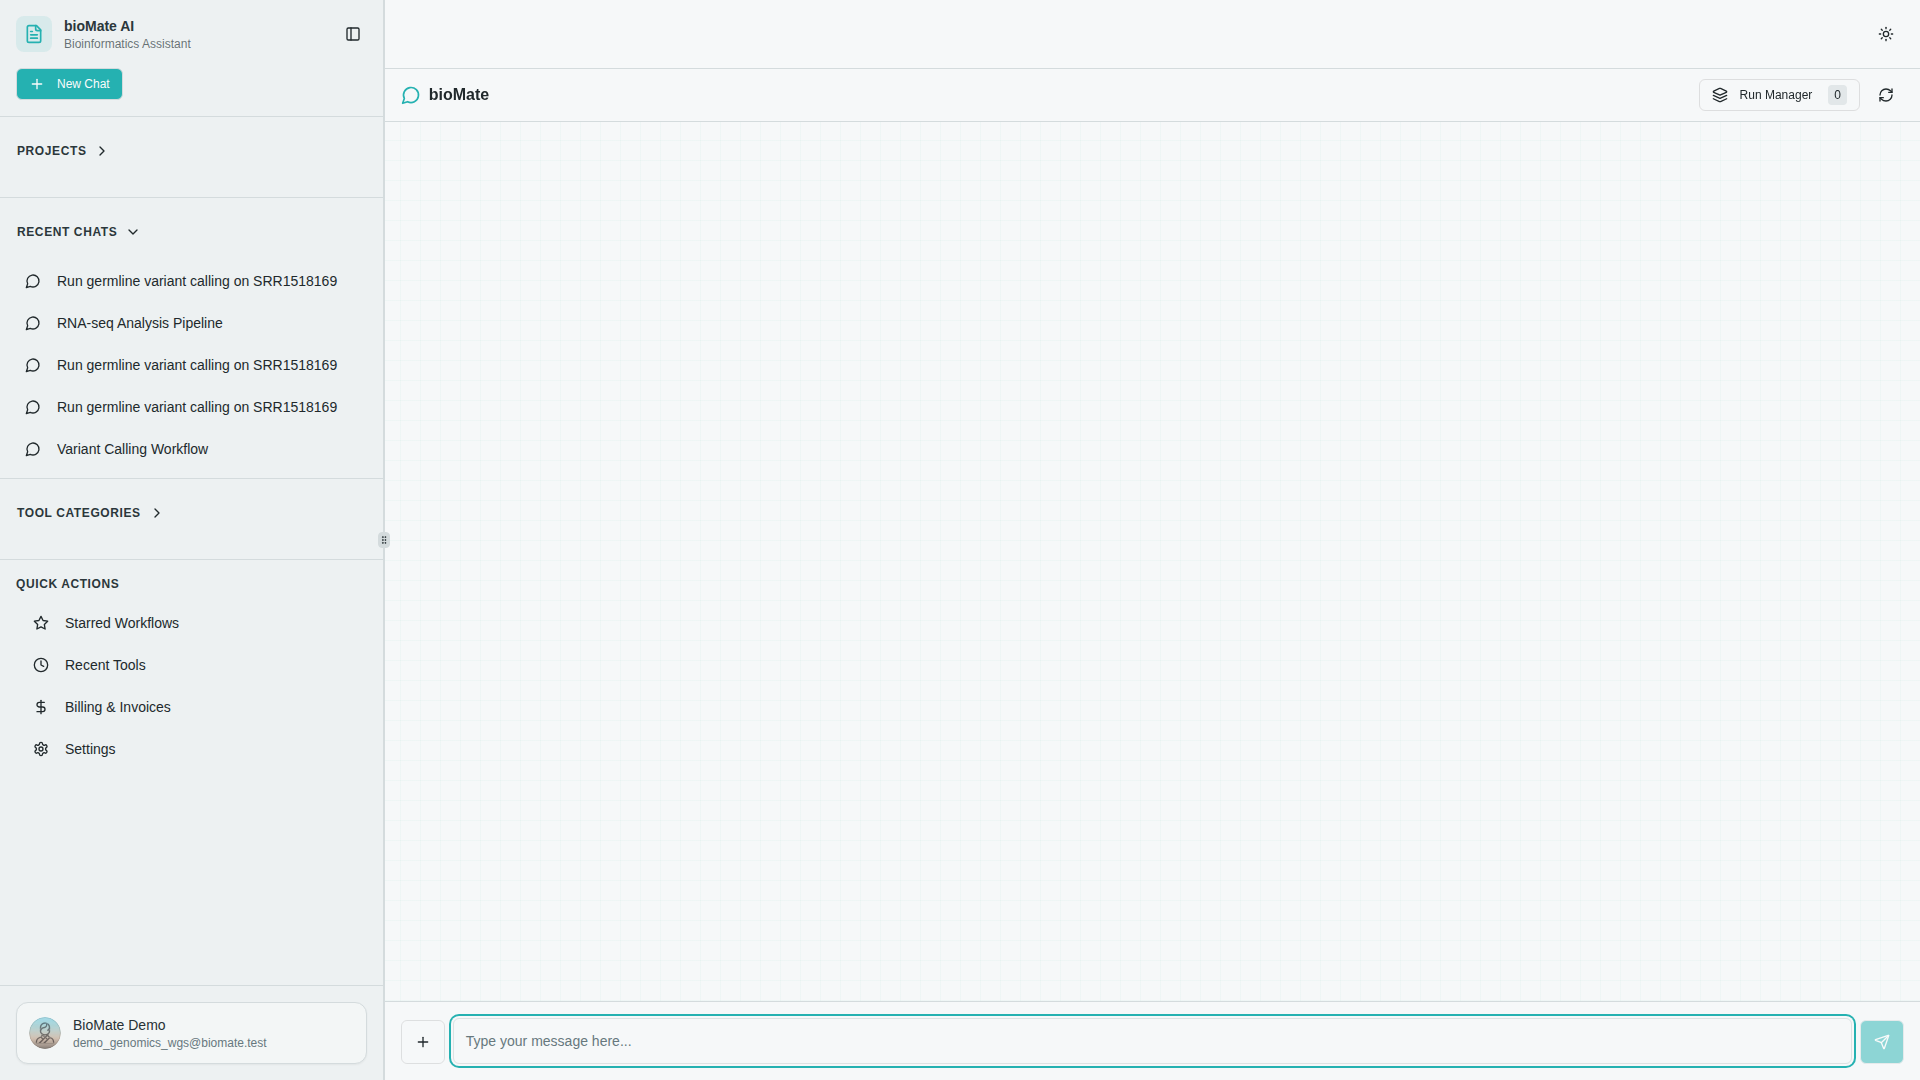 bioMate AI
Bioinformatics Assistant
New Chat
PROJECTS
RECENT CHATS
Run germline variant calling on SRR1518169
RNA-seq Analysis Pipeline
Run germline variant calling on SRR1518169
Run germline variant calling on SRR1518169
Variant Calling Workflow
TOOL CATEGORIES
QUICK ACTIONS
Starred Workflows
Recent Tools
Billing & Invoices
Settings
BioMate Demo
demo_genomics_wgs@biomate.test
bioMate
Run Manager 0
Type your message here...